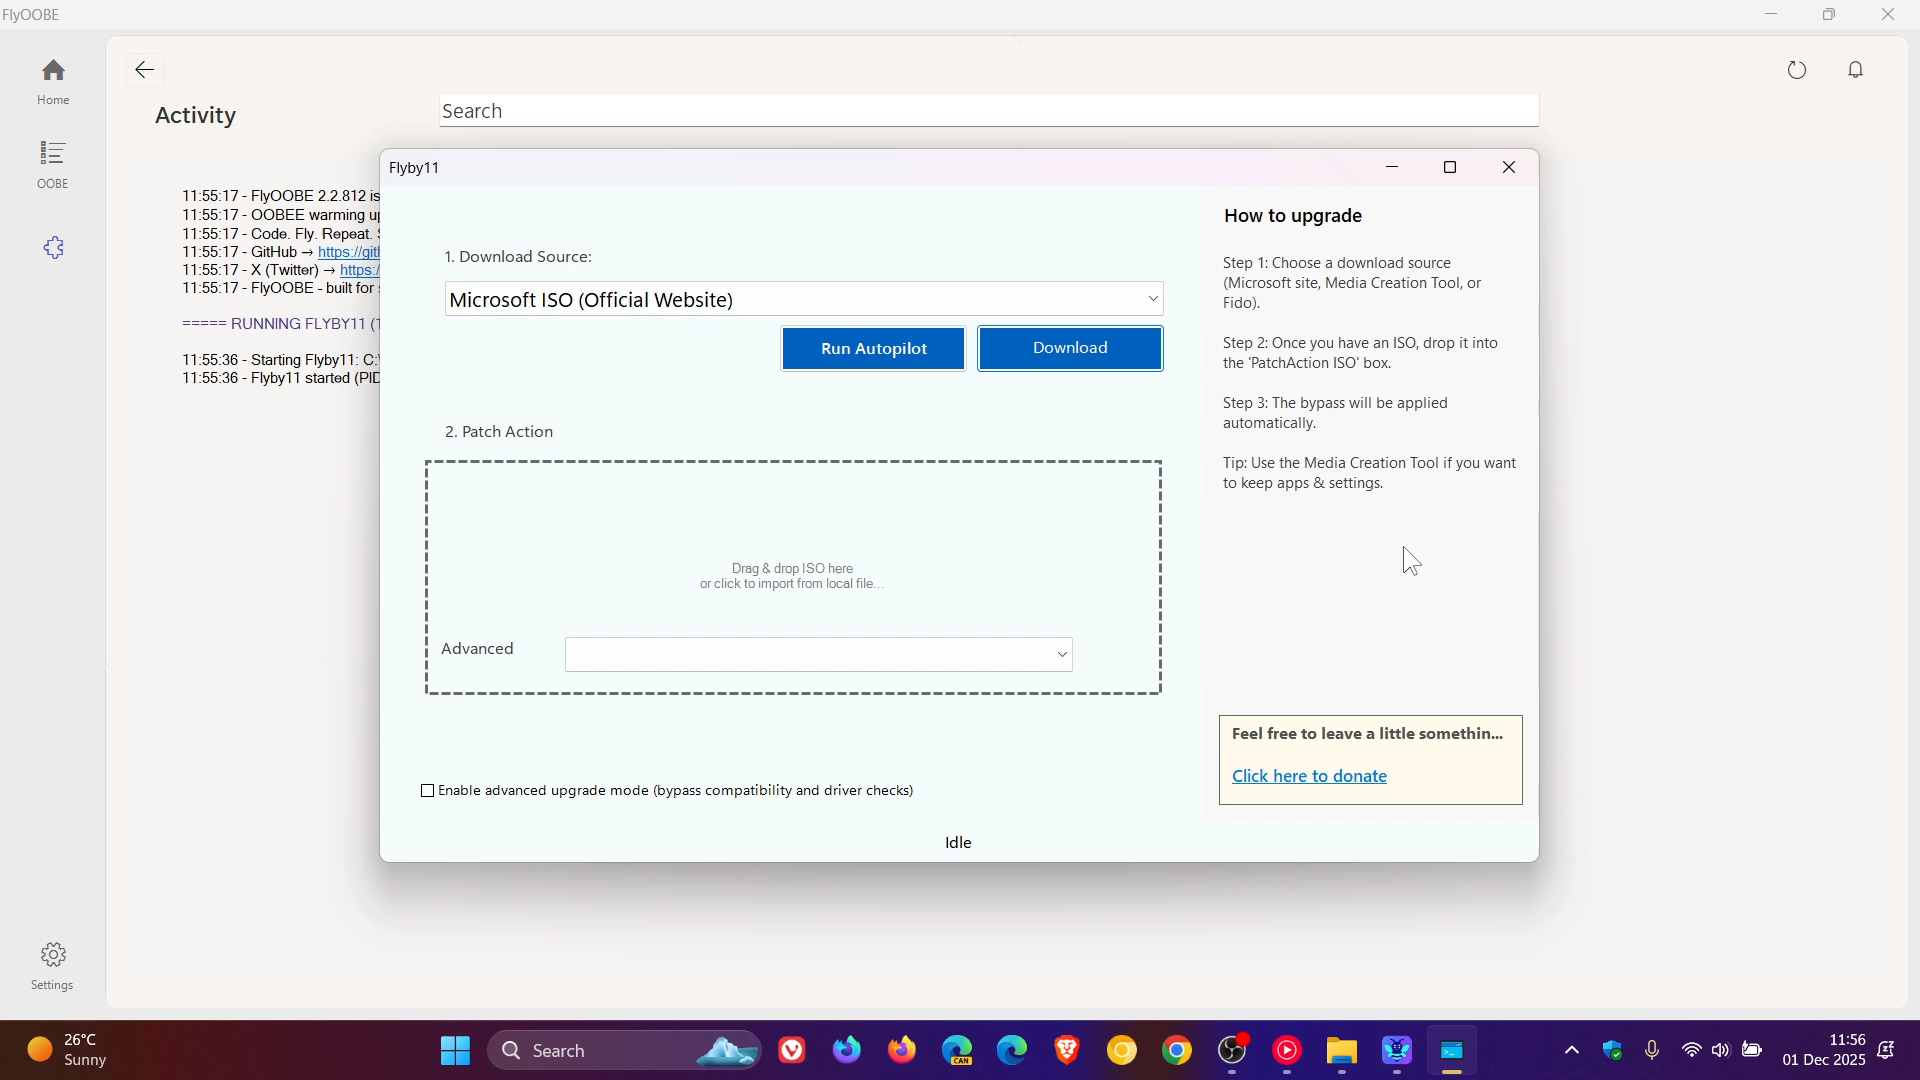 FlyOOBE
Home
Activity
Search
OOBE
11:55:17 - FlyOOBE 2.2.812 is
11:55:17 - OOBEE warming up
11:55:17 - Code. Fly. Repeat.
11:55:17 - GitHub → https://gitl
11:55:17 - X (Twitter) → https:/
11:55:17 - FlyOOBE - built for
===== RUNNING FLYBY11 (1
11:55:36 - Starting Flyby11: C:\
11:55:36 - Flyby11 started (PID
Flyby11
1. Download Source:
Microsoft ISO (Official Website)
Run Autopilot
Download
2. Patch Action
Drag & drop ISO here
or click to import from local file...
Advanced
Enable advanced upgrade mode (bypass compatibility and driver checks)
Idle
How to upgrade
Step 1: Choose a download source
(Microsoft site, Media Creation Tool, or
Fido).
Step 2: Once you have an ISO, drop it into
the 'PatchAction ISO' box.
Step 3: The bypass will be applied
automatically.
Tip: Use the Media Creation Tool if you want
to keep apps & settings.
Feel free to leave a little somethin...
Click here to donate
Settings
26°C
Sunny
Search
CAN
11:56
01 Dec 2025